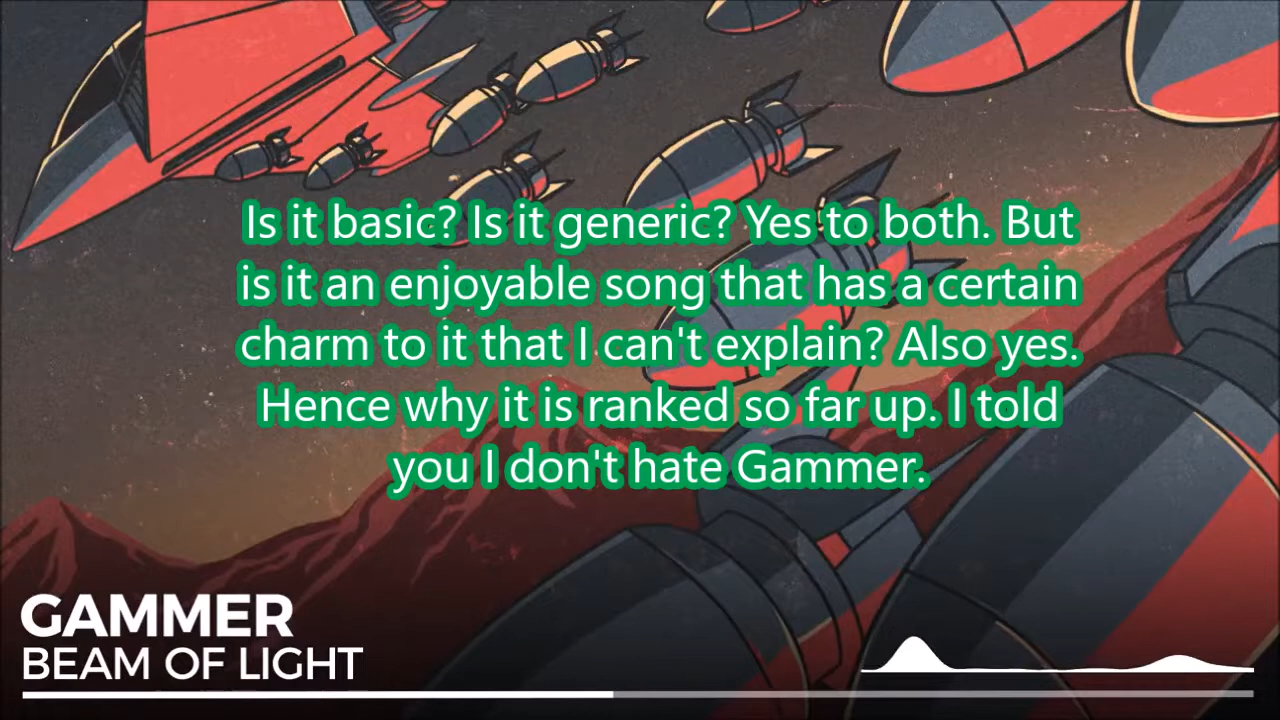 Is it basic? Is it generic? Yes to both. But
is it an enjoyable song that has a certain
charm to it that I can't explain? Also yes.
Hence why it is ranked so far up. I told
you I don't hate Gammer.
GAMMER
BEAM OF LIGHT